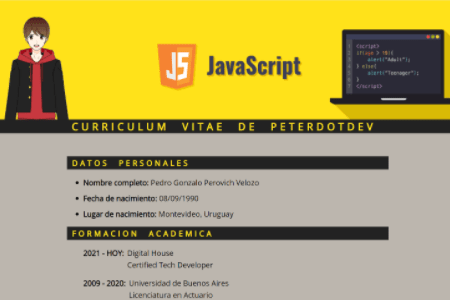 JS
JavaScript
<script>
if(age > 18){
alert("Adult");
} else{
alert("Teenager");
}
</script>
CURRICULUM VITAE DE PETERDOTDEV
DATOS PERSONALES
Nombre completo: Pedro Gonzalo Perovich Velozo
Fecha de nacimiento: 08/09/1990
Lugar de nacimiento: Montevideo, Uruguay
FORMACION ACADEMICA
2021 - HOY: Digital House
Certified Tech Developer
2009 - 2020: Universidad de Buenos Aires
Licenciatura en Actuario